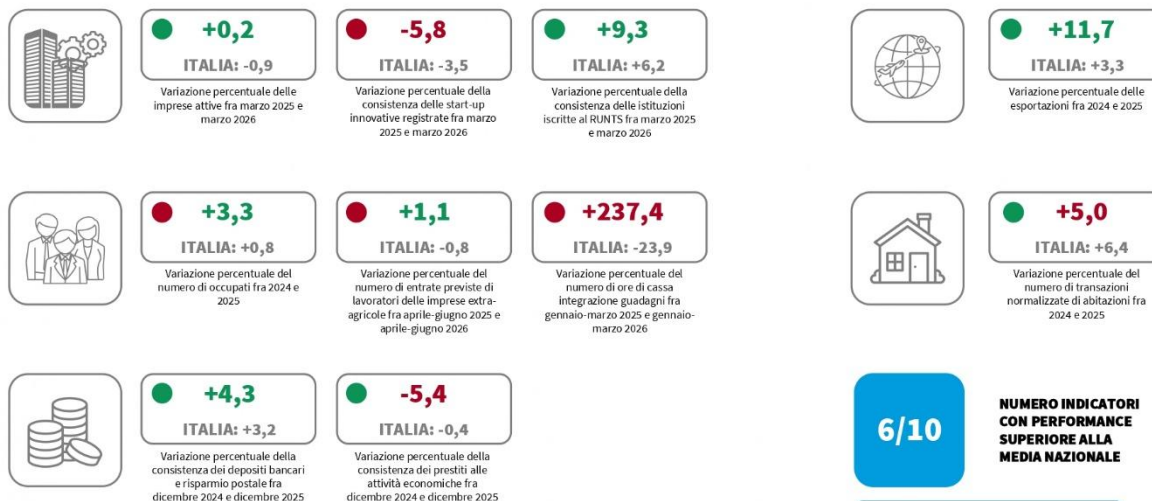 +0,2
ITALIA: -0,9
Variazione percentuale delle
imprese attive fra marzo 2025 e
marzo 2026
-5,8
ITALIA: -3,5
Variazione percentuale della
consistenza delle start-up
innovative registrate fra marzo
2025 e marzo 2026
+9,3
ITALIA: +6,2
Variazione percentuale della
consistenza delle istituzioni
iscritte al RUNTS fra marzo 2025
e marzo 2026
+11,7
ITALIA: +3,3
Variazione percentuale delle
esportazioni fra 2024 e 2025
+3,3
ITALIA: +0,8
Variazione percentuale del
numero di occupati fra 2024 e
2025
+1,1
ITALIA: -0,8
Variazione percentuale del
numero di entrate previste di
lavoratori delle imprese extra-
agricole fra aprile-giugno 2025 e
aprile-giugno 2026
+237,4
ITALIA: -23,9
Variazione percentuale del
numero di ore di cassa
integrazione guadagni fra
gennaio-marzo 2025 e gennaio-
marzo 2026
+5,0
ITALIA: +6,4
Variazione percentuale del
numero di transazioni
normalizzate di abitazioni fra
2024 e 2025
+4,3
ITALIA: +3,2
Variazione percentuale della
consistenza dei depositi bancari
e risparmio postale fra
dicembre 2024 e dicembre 2025
-5,4
ITALIA: -0,4
Variazione percentuale della
consistenza dei prestiti alle
attività economiche fra
dicembre 2024 e dicembre 2025
6/10
NUMERO INDICATORI
CON PERFORMANCE
SUPERIORE ALLA
MEDIA NAZIONALE